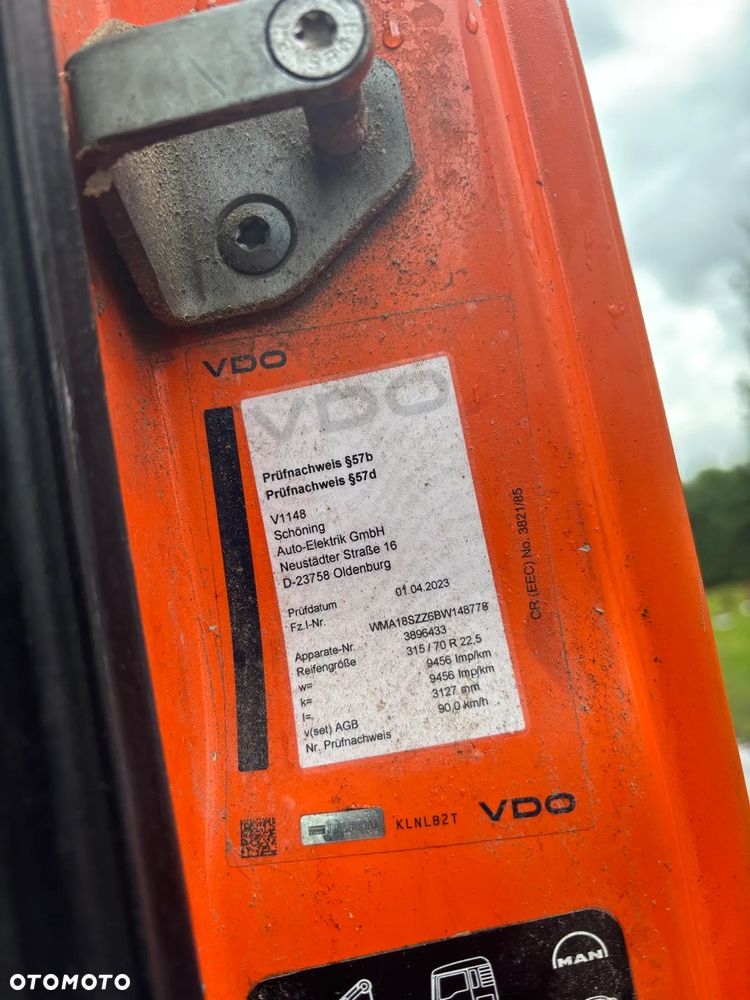 VDO
VDO
Prüfnachweis §57b
Prüfnachweis §57d
V1148
Schöning
Auto-Elektrik GmbH
Neustädter Straße 16
D-23758 Oldenburg
Prüfdatum 01.04.2023
Fz.I-Nr. WMA18SZZ6BW148778
Apparate-Nr. 3896433
Reifengröße 315 / 70 R 22,5
w= 9456 Imp/km
k= 9456 Imp/km
l= 3127 mm
v(set) AGB 90,0 km/h
Nr. Prüfnachweis
CR (EEC) No. 3821/85
KLNLB2T VDO
MAN
OTOMOTO